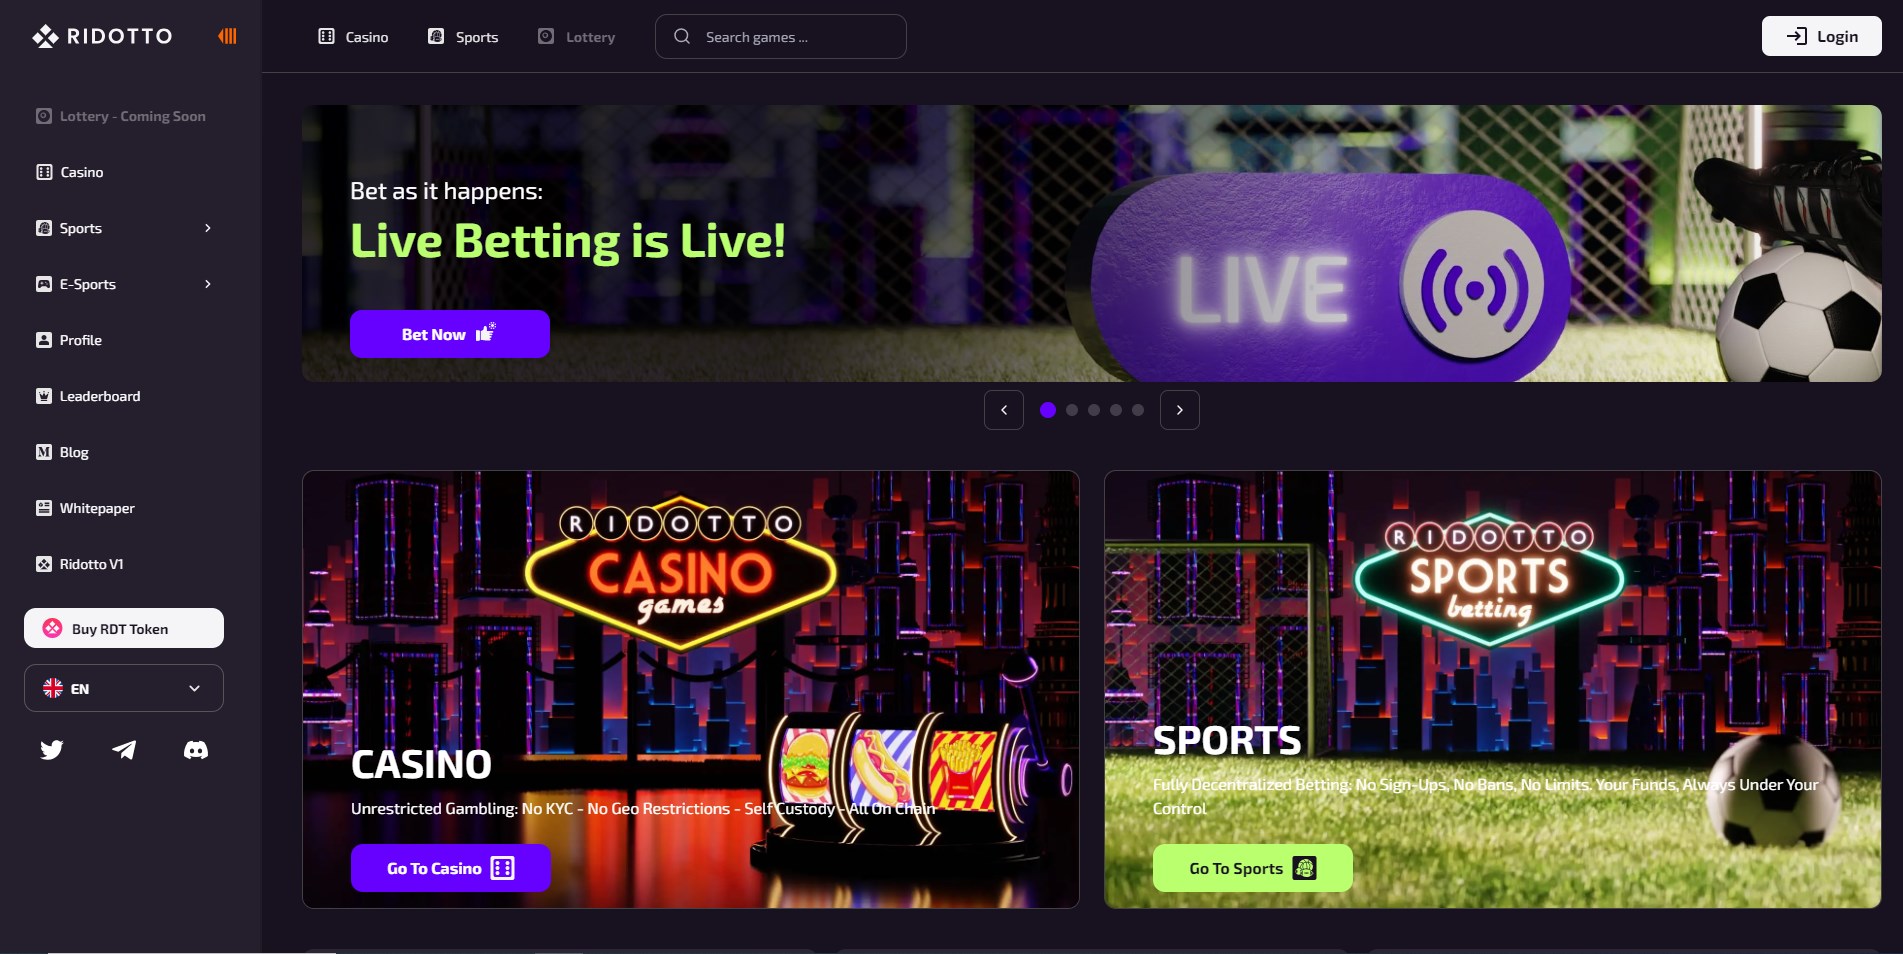 RIDOTTO
Casino
Sports
Lottery
Search games ...
Login
Lottery - Coming Soon
Casino
Sports
E-Sports
Profile
Leaderboard
Blog
Whitepaper
Ridotto V1
Buy RDT Token
EN
Bet as it happens:
Live Betting is Live!
Bet Now
LIVE
RIDOTTO
CASINO
games
CASINO
Unrestricted Gambling: No KYC - No Geo Restrictions - Self Custody - All On Chain
Go To Casino
RIDOTTO
SPORTS
betting
SPORTS
Fully Decentralized Betting: No Sign-Ups, No Bans, No Limits. Your Funds, Always Under Your
Control
Go To Sports